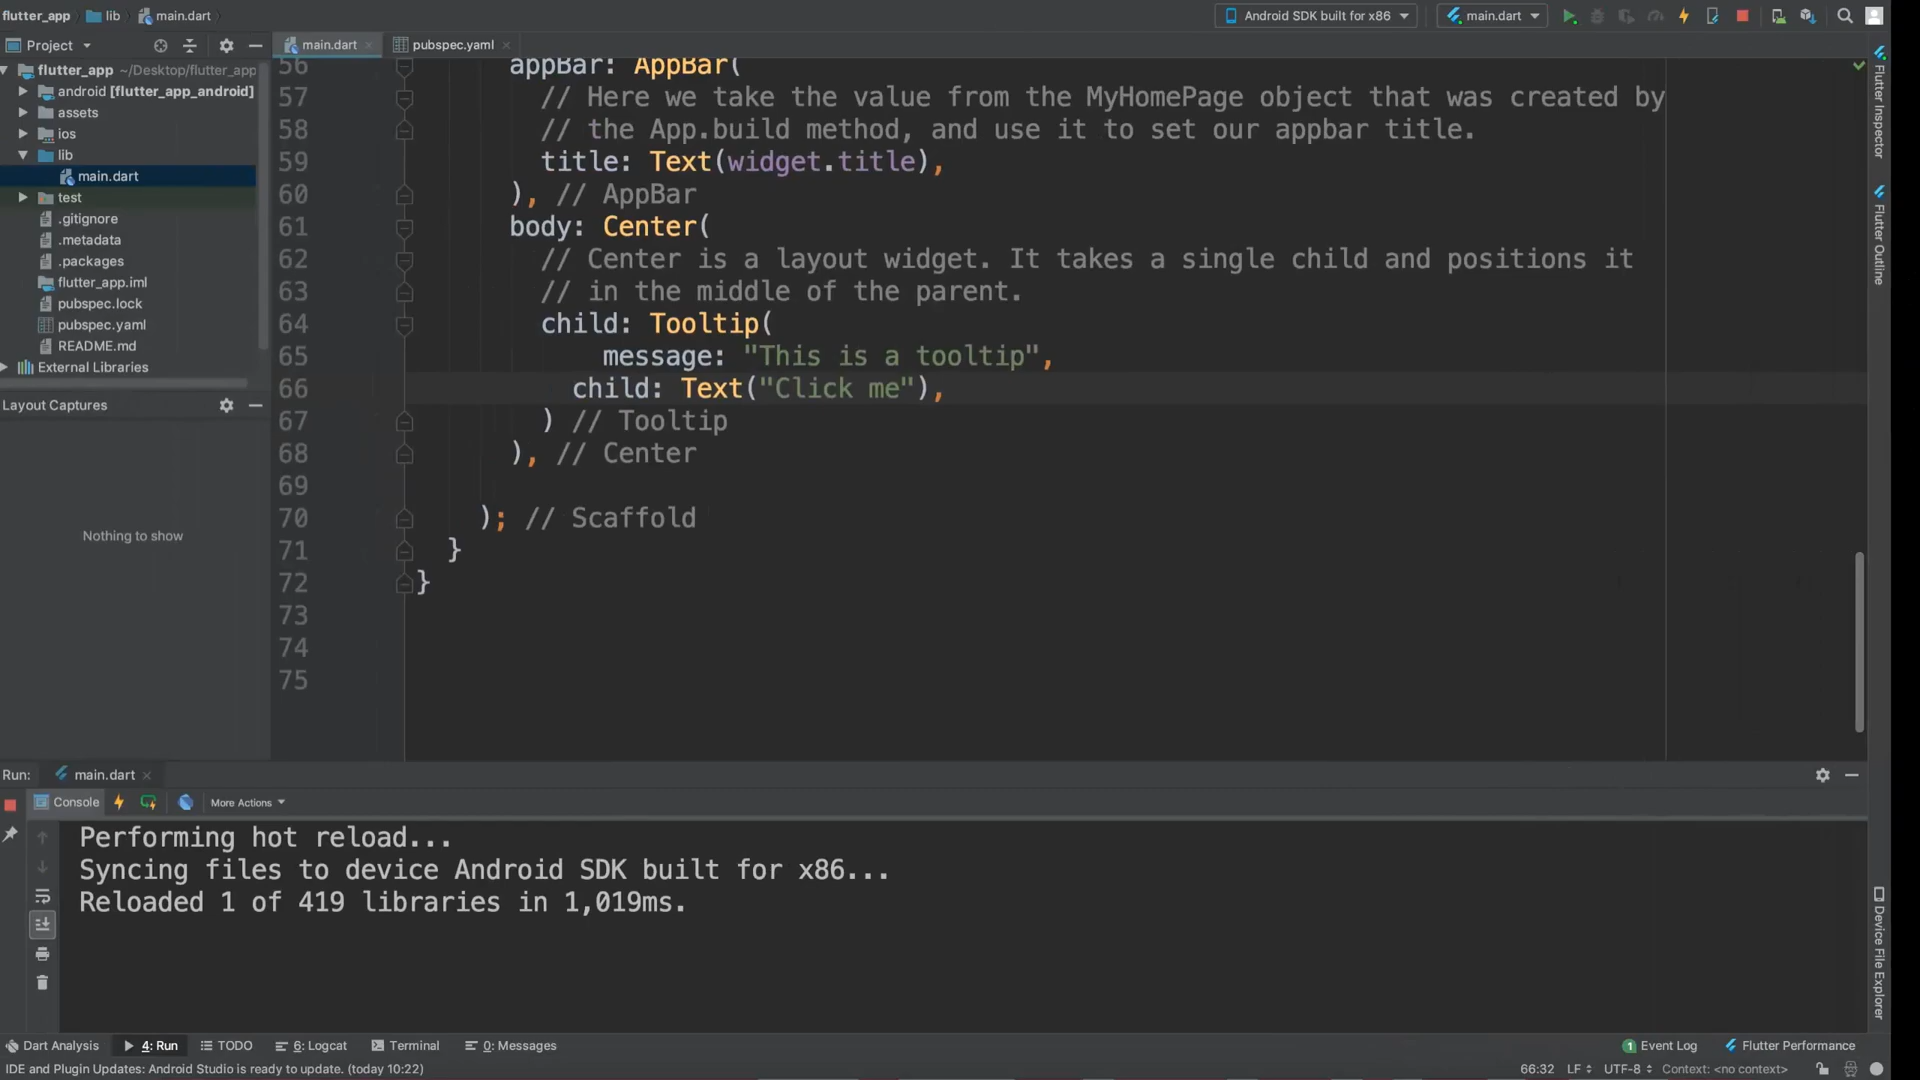 flutter_app lib main.dart Android SDK built for x86 main.dart
Project main.dart pubspec.yaml
flutter_app ~/Desktop/flutter_app
android [flutter_app_android]
assets
ios
lib
main.dart
test
.gitignore
.metadata
.packages
flutter_app.iml
pubspec.lock
pubspec.yaml
README.md
External Libraries
Layout Captures
Nothing to show
56 appBar: AppBar(
57 // Here we take the value from the MyHomePage object that was created by
58 // the App.build method, and use it to set our appbar title.
59 title: Text(widget.title),
60 ), // AppBar
61 body: Center(
62 // Center is a layout widget. It takes a single child and positions it
63 // in the middle of the parent.
64 child: Tooltip(
65 message: "This is a tooltip",
66 child: Text("Click me"),
67 ) // Tooltip
68 ), // Center
69
70 ); // Scaffold
71 }
72 }
73
74
75
Flutter Inspector
Flutter Outline
Device File Explorer
Run: main.dart
Console More Actions
Performing hot reload...
Syncing files to device Android SDK built for x86...
Reloaded 1 of 419 libraries in 1,019ms.
Dart Analysis 4: Run TODO 6: Logcat Terminal 0: Messages 1 Event Log Flutter Performance
IDE and Plugin Updates: Android Studio is ready to update. (today 10:22) 66:32 LF UTF-8 Context: <no context>